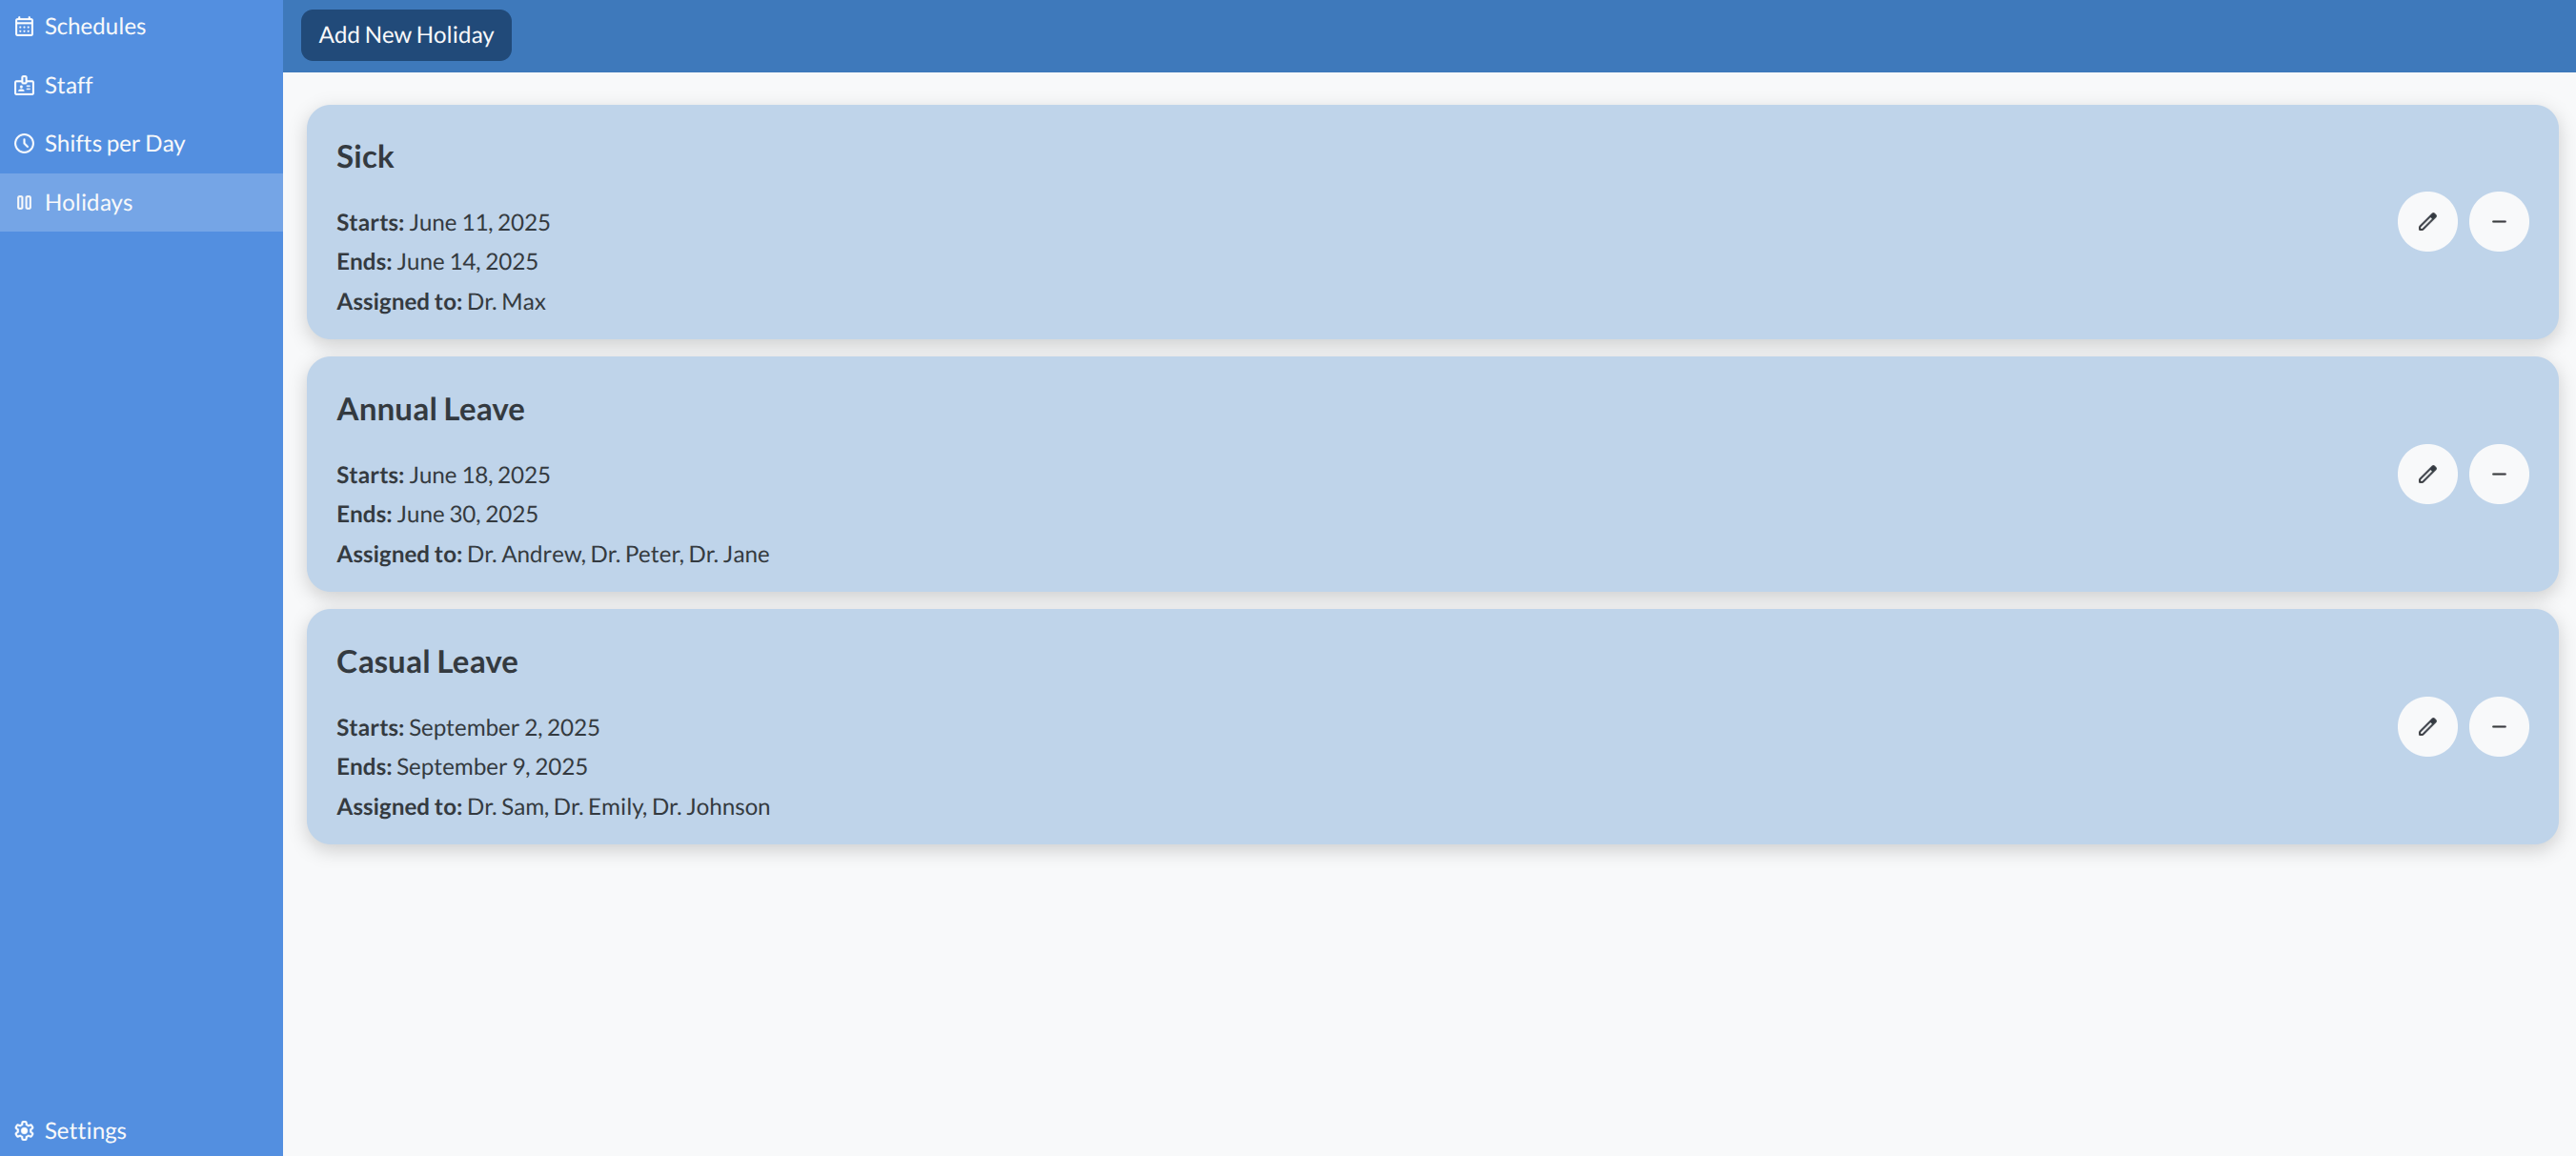 Schedules
Staff
Shifts per Day
Holidays
Settings
Add New Holiday
Sick
Starts: June 11, 2025
Ends: June 14, 2025
Assigned to: Dr. Max
Annual Leave
Starts: June 18, 2025
Ends: June 30, 2025
Assigned to: Dr. Andrew, Dr. Peter, Dr. Jane
Casual Leave
Starts: September 2, 2025
Ends: September 9, 2025
Assigned to: Dr. Sam, Dr. Emily, Dr. Johnson